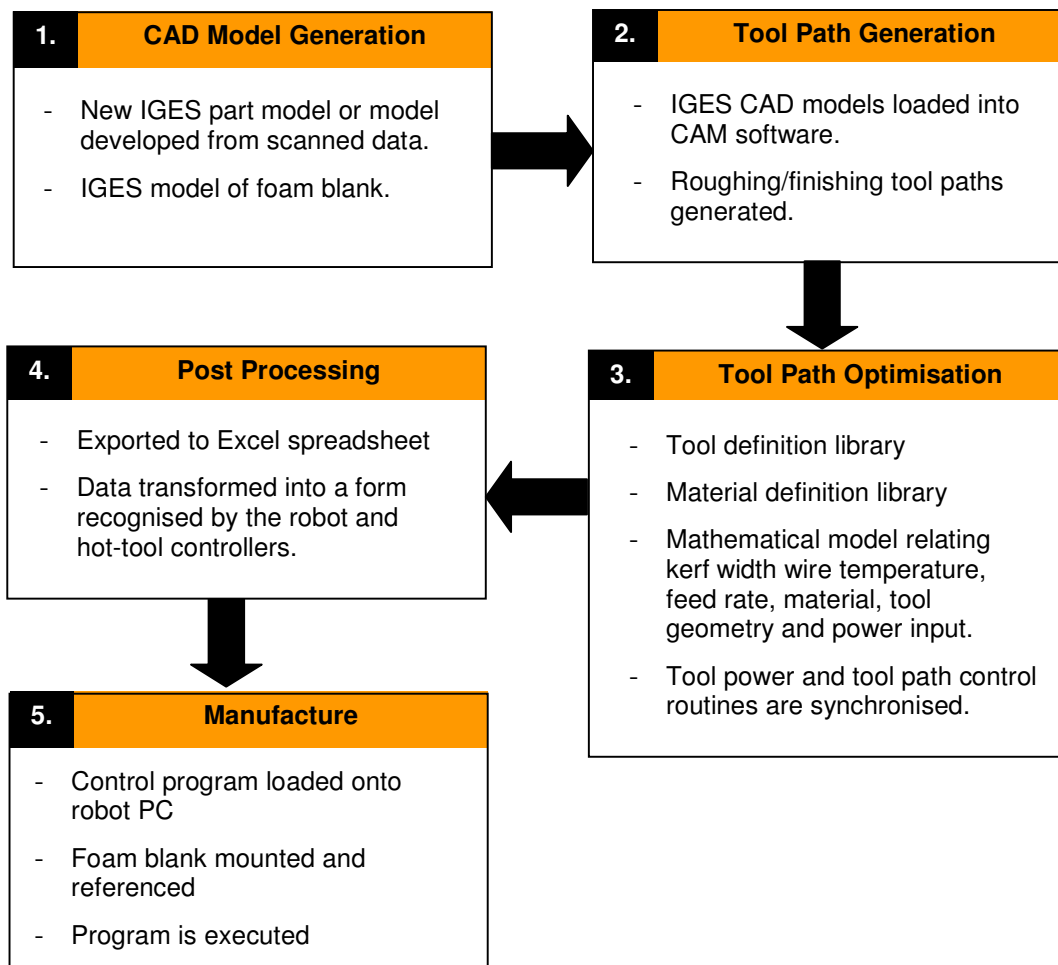 1. CAD Model Generation
- New IGES part model or model
developed from scanned data.
- IGES model of foam blank.
2. Tool Path Generation
- IGES CAD models loaded into
CAM software.
- Roughing/finishing tool paths
generated.
3. Tool Path Optimisation
- Tool definition library
- Material definition library
- Mathematical model relating
kerf width wire temperature,
feed rate, material, tool
geometry and power input.
- Tool power and tool path control
routines are synchronised.
4. Post Processing
- Exported to Excel spreadsheet
- Data transformed into a form
recognised by the robot and
hot-tool controllers.
5. Manufacture
- Control program loaded onto
robot PC
- Foam blank mounted and
referenced
- Program is executed